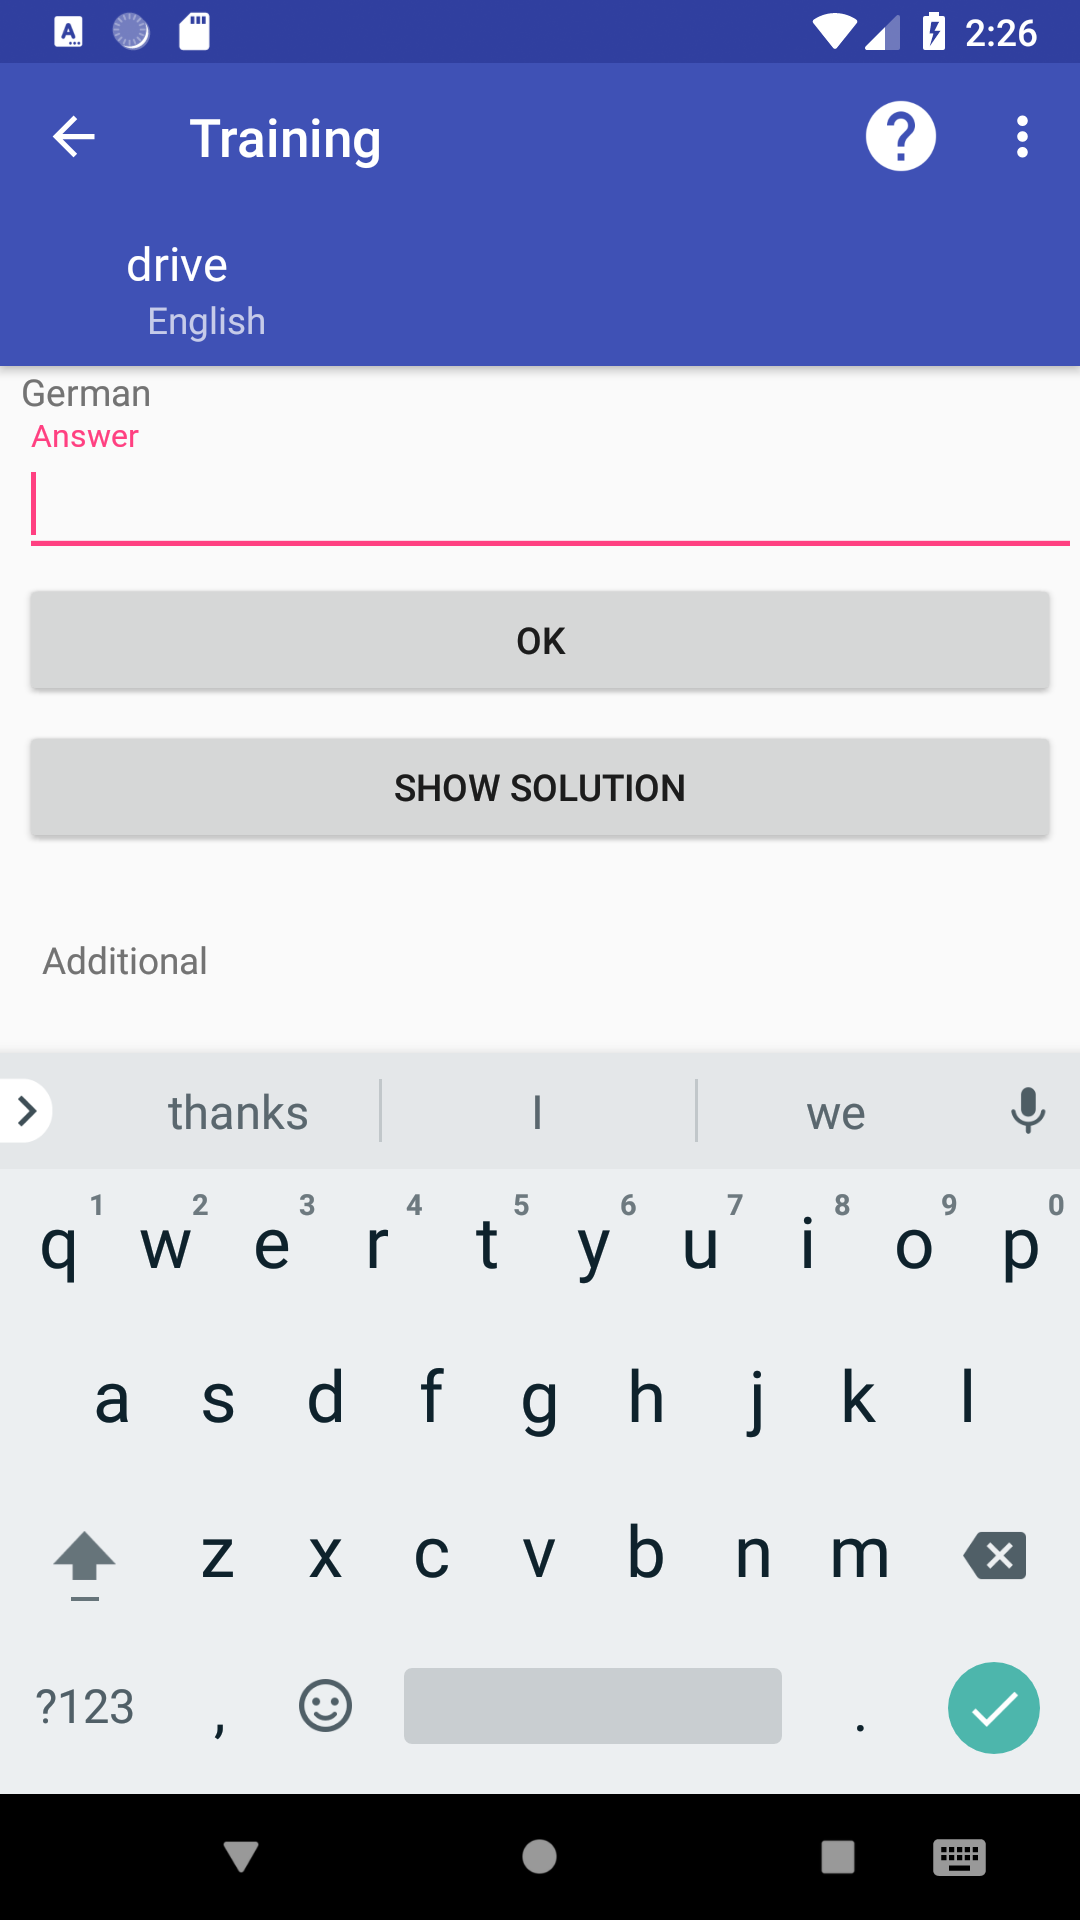 2:26
Training
drive
English
German
Answer
OK
SHOW SOLUTION
Additional
thanks I we
1 2 3 4 5 6 7 8 9 0
q w e r t y u i o p
a s d f g h j k l
z x c v b n m
?123 , .